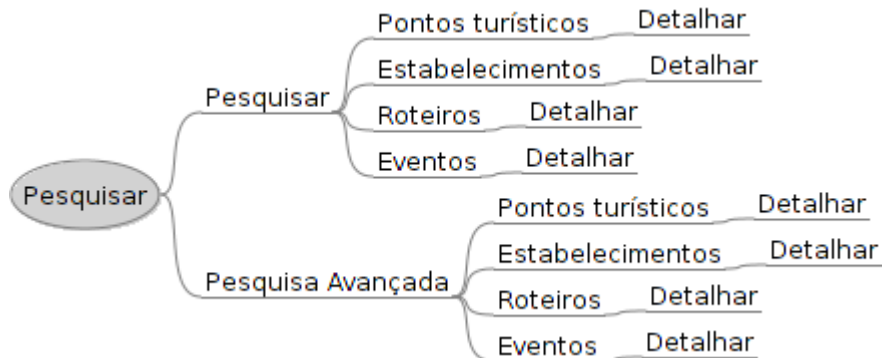 Pesquisar
Pesquisar
Pontos turísticos Detalhar
Estabelecimentos Detalhar
Roteiros Detalhar
Eventos Detalhar
Pesquisa Avançada
Pontos turísticos Detalhar
Estabelecimentos Detalhar
Roteiros Detalhar
Eventos Detalhar